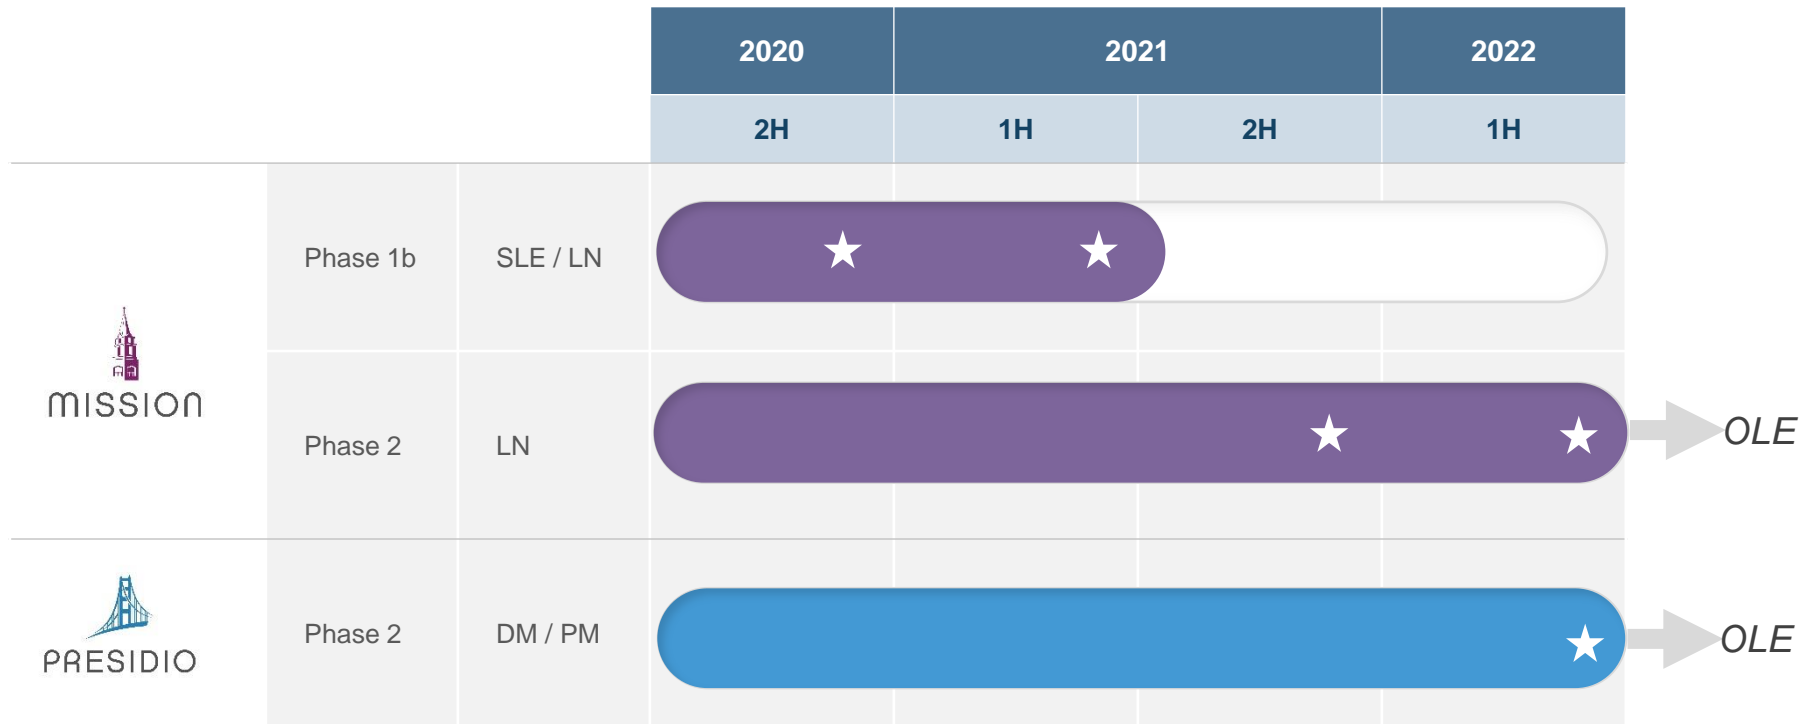 2020 2021 2022
2H 1H 2H 1H
Phase 1b SLE / LN
MISSION
Phase 2 LN OLE
PRESIDIO
Phase 2 DM / PM OLE